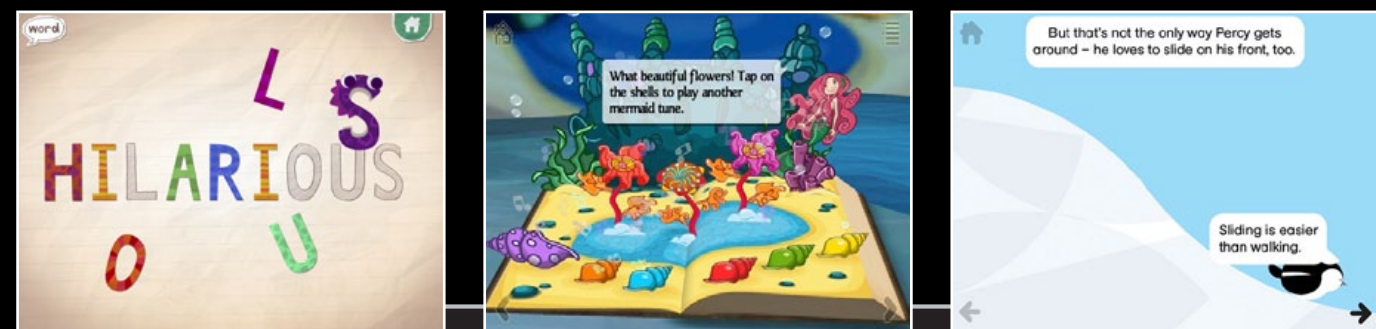 word
L
S
HILARIOUS
O
U
What beautiful flowers! Tap on
the shells to play another
mermaid tune.
But that's not the only way Percy gets
around – he loves to slide on his front, too.
Sliding is easier
than walking.